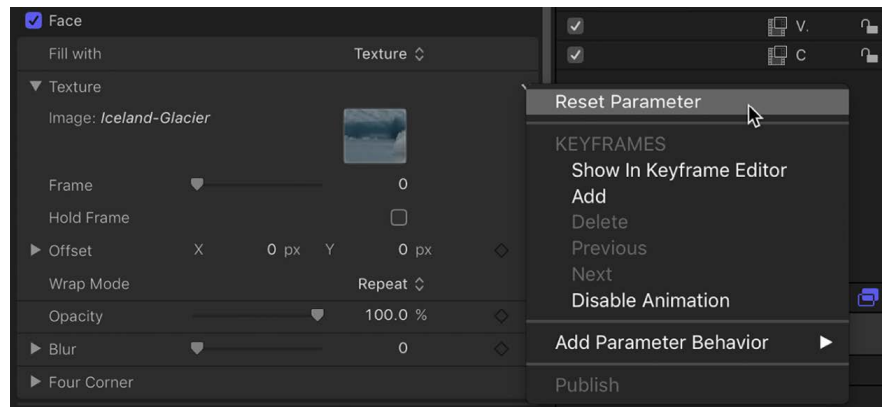 Face
Fill with Texture
Texture
Image: Iceland-Glacier
Frame 0
Hold Frame
Offset X 0 px Y 0 px
Wrap Mode Repeat
Opacity 100.0 %
Blur 0
Four Corner
V.
C
Reset Parameter
KEYFRAMES
Show In Keyframe Editor
Add
Delete
Previous
Next
Disable Animation
Add Parameter Behavior
Publish